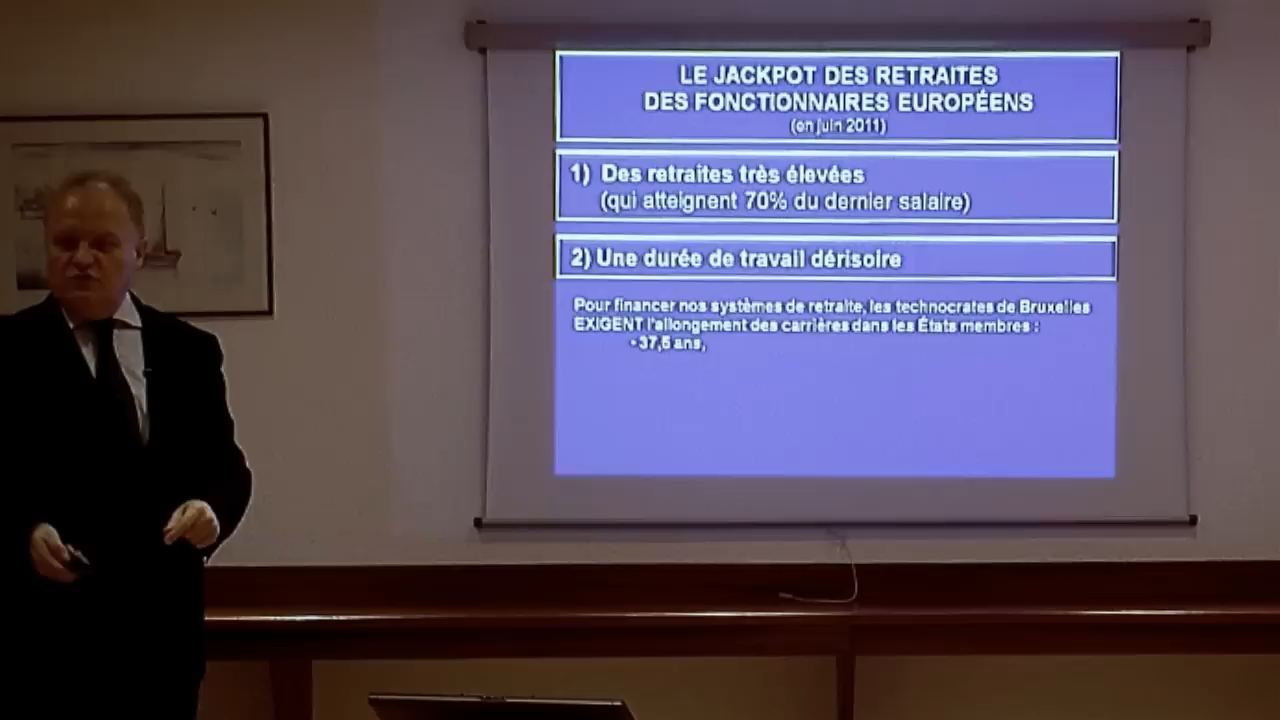 LE JACKPOT DES RETRAITES
DES FONCTIONNAIRES EUROPÉENS
(en juin 2011)
1) Des retraites très élevées
(qui atteignent 70% du dernier salaire)
2) Une durée de travail dérisoire
Pour financer nos systèmes de retraite, les technocrates de Bruxelles
EXIGENT l'allongement des carrières dans les États membres :
• 37,5 ans,